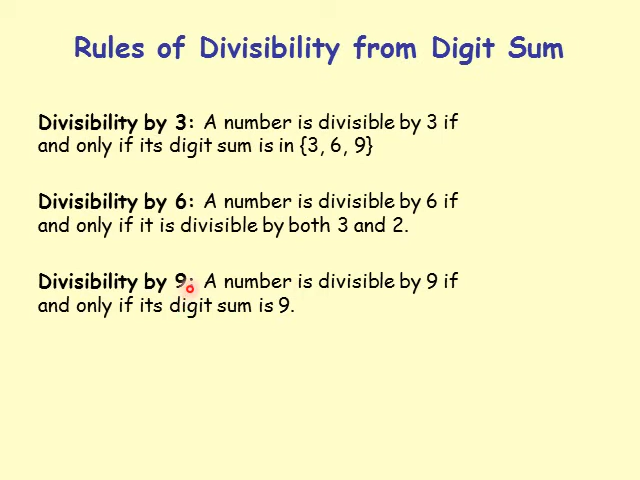 Rules of Divisibility from Digit Sum
Divisibility by 3: A number is divisible by 3 if
and only if its digit sum is in {3, 6, 9}
Divisibility by 6: A number is divisible by 6 if
and only if it is divisible by both 3 and 2.
Divisibility by 9: A number is divisible by 9 if
and only if its digit sum is 9.